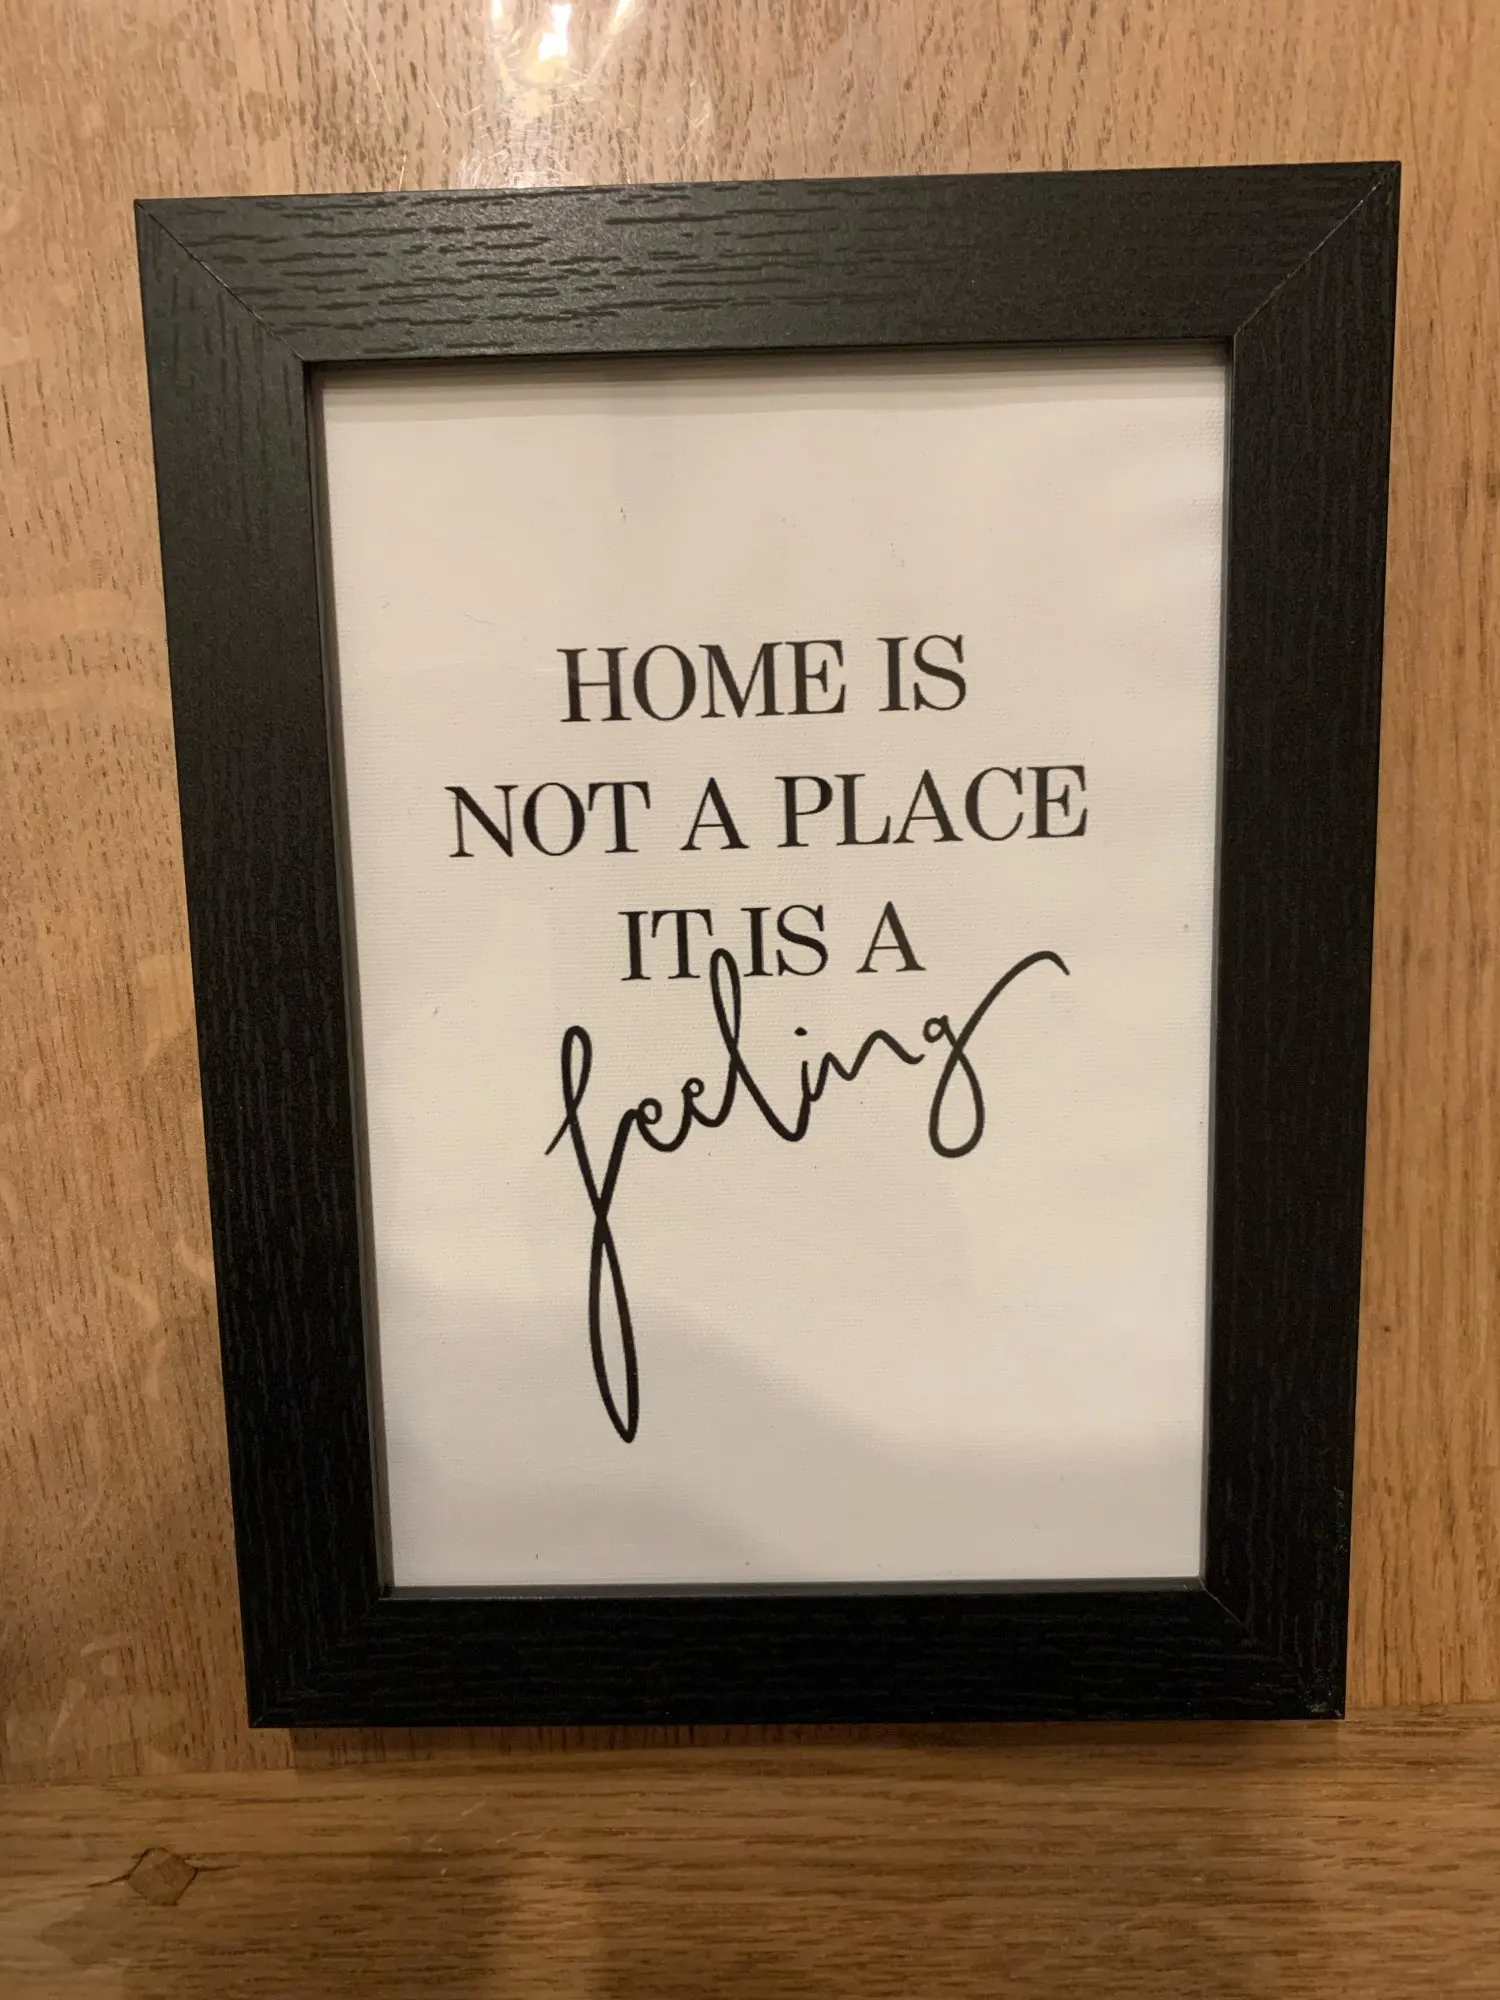 HOME IS
NOT A PLACE
IT IS A
feeling